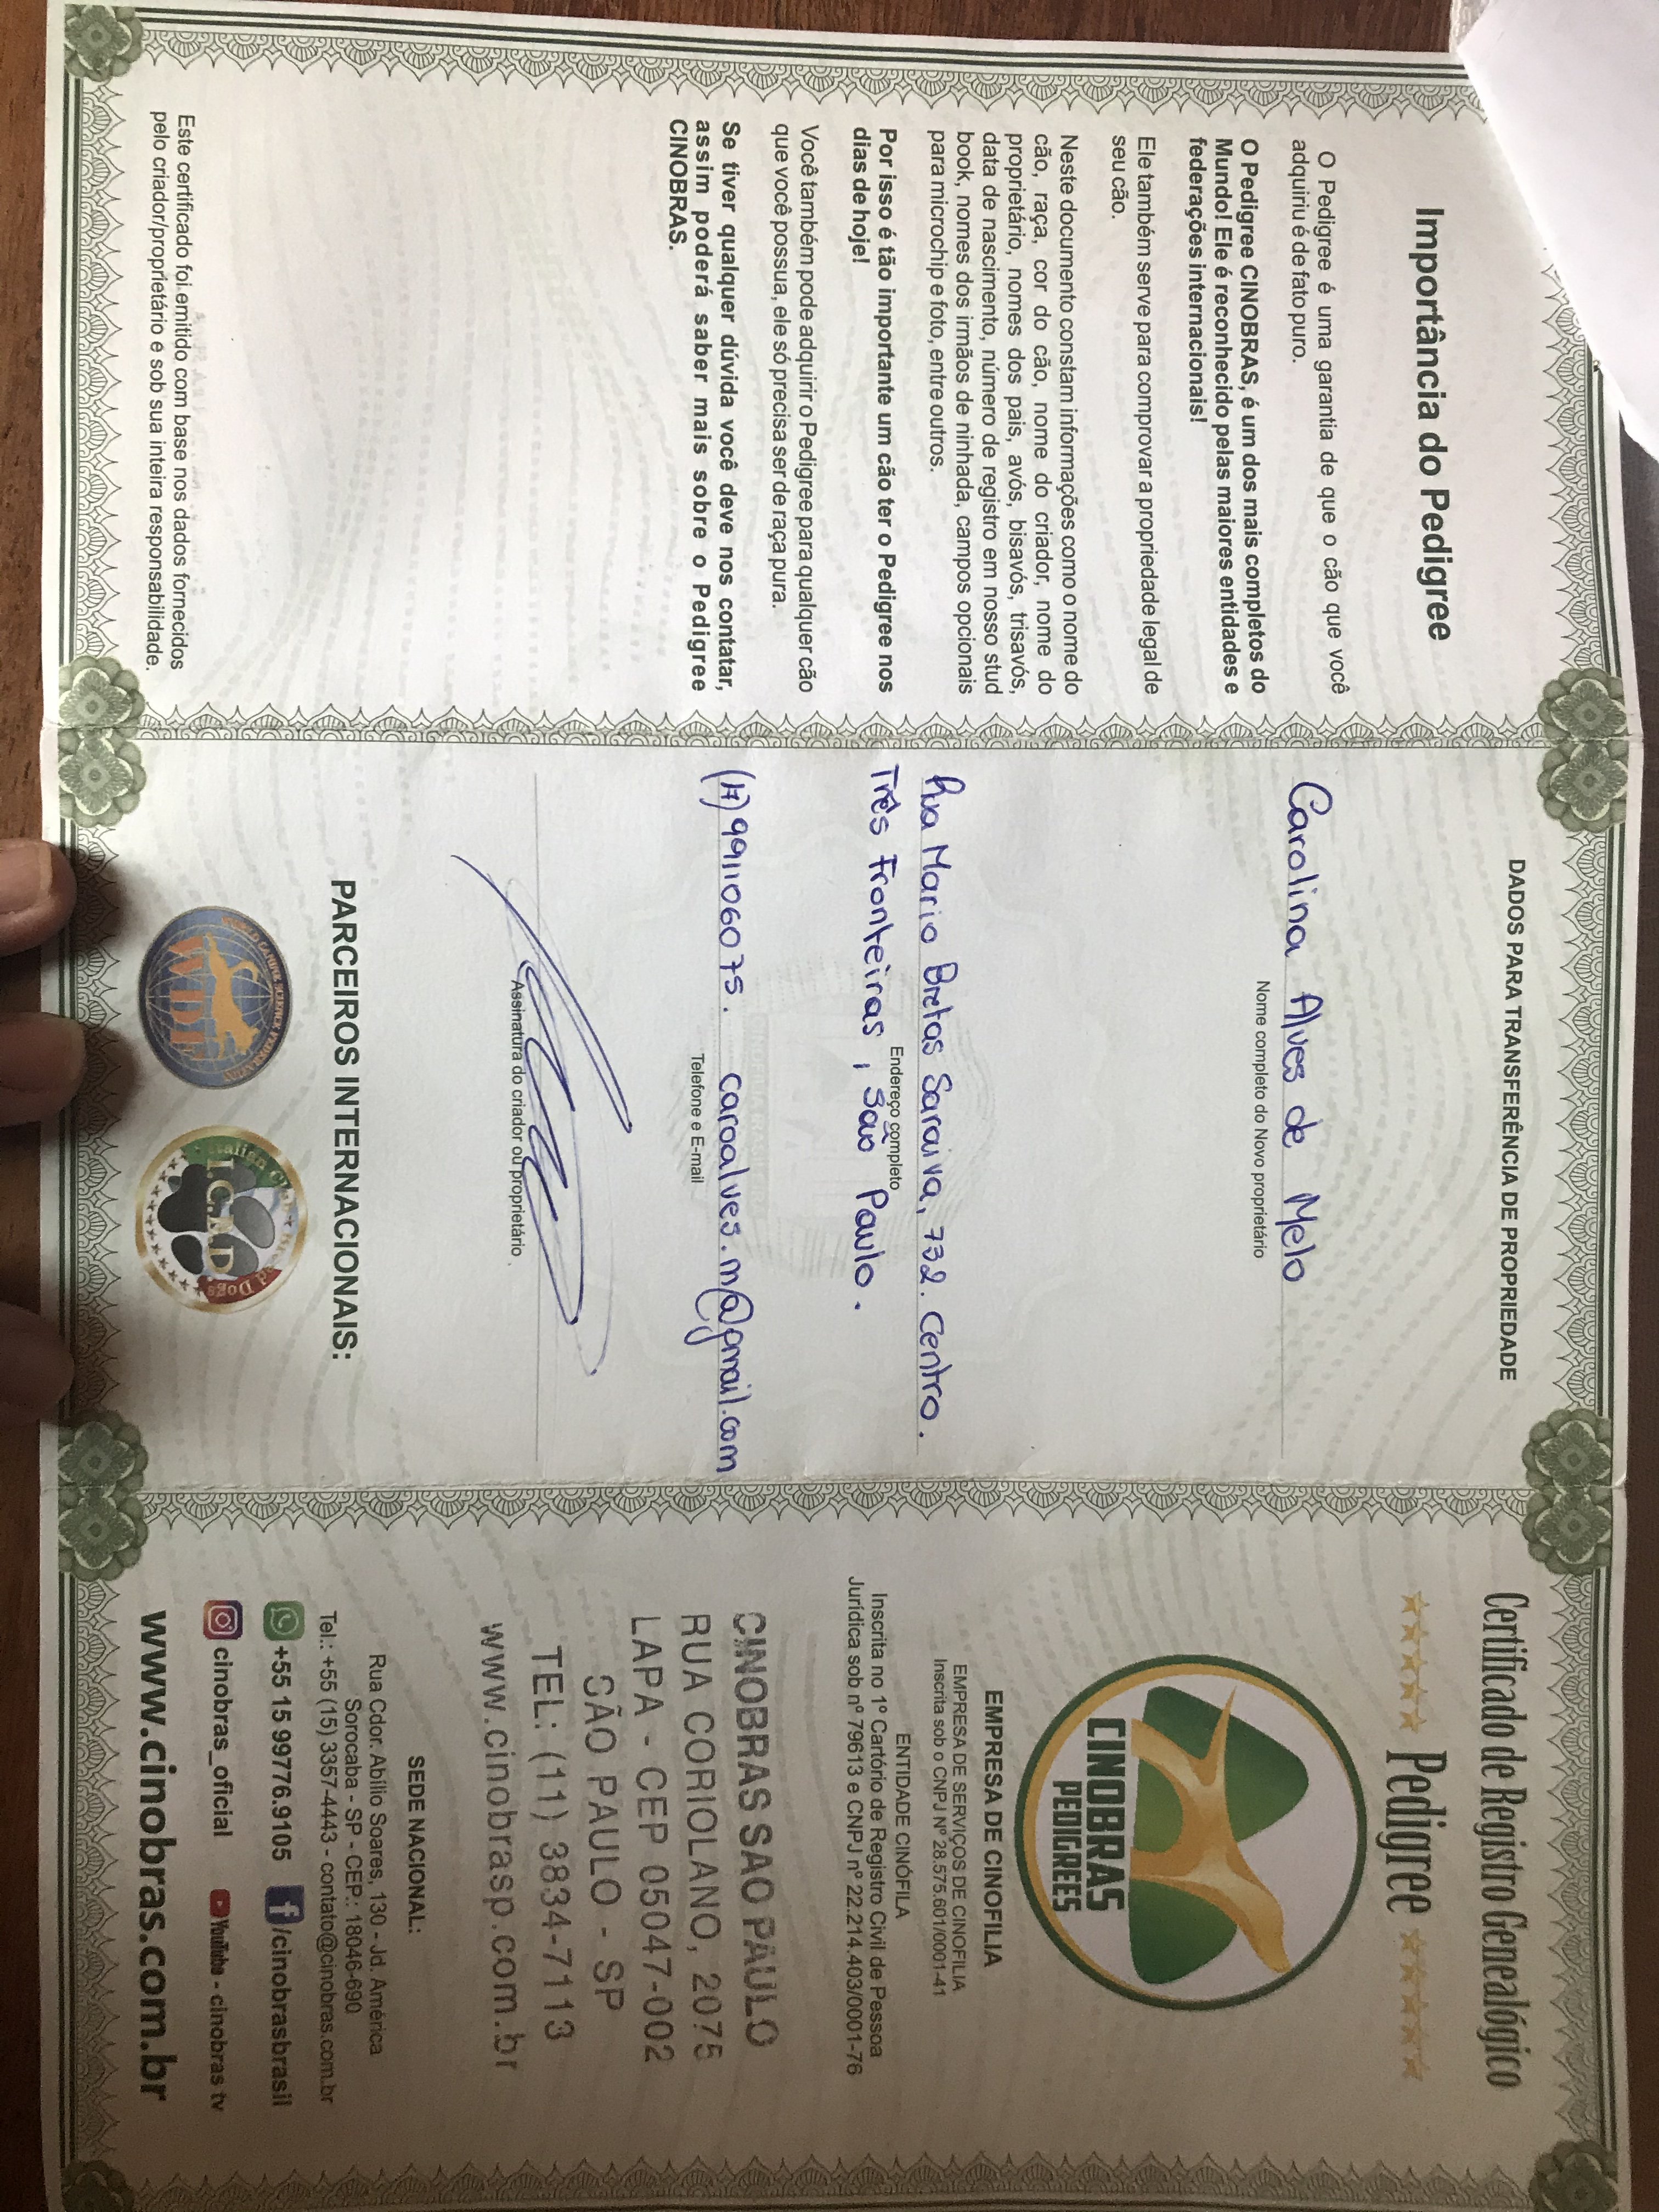 Importância do Pedigree
O Pedigree é uma garantia de que o cão que você
adquiriu é de fato puro.
O Pedigree CINOBRAS, é um dos mais completos do
Mundo! Ele é reconhecido pelas maiores entidades e
federações internacionais!
Ele também serve para comprovar a propriedade legal de
seu cão.
Neste documento constam informações como o nome do
cão, raça, cor do cão, nome do criador, nome do
proprietário, nomes dos pais, avós, bisavós, trisavós,
data de nascimento, número de registro em nosso stud
book, nomes dos irmãos de ninhada, campos opcionais
para microchip e foto, entre outros.
Por isso é tão importante um cão ter o Pedigree nos
dias de hoje!
Você também pode adquirir o Pedigree para qualquer cão
que você possua, ele só precisa ser de raça pura.
Se tiver qualquer dúvida você deve nos contatar,
assim poderá saber mais sobre o Pedigree
CINOBRAS.
Este certificado foi emitido com base nos dados fornecidos
pelo criador/proprietário e sob sua inteira responsabilidade.
DADOS PARA TRANSFERÊNCIA DE PROPRIEDADE
Carolina Alves de Melo
Nome completo do Novo proprietário
Rua Mario Bretas Saraiva, 732. Centro.
Endereço completo
Três Fronteiras, São Paulo.
(17) 991106075. caroalves.m@gmail.com
Telefone e E-mail
Assinatura do criador ou proprietário
PARCEIROS INTERNACIONAIS:
WDF
I.C.N.D
Dogs
Certificado de Registro Genealógico
Pedigree
CINOBRAS
PEDIGREES
EMPRESA DE CINOFILIA
EMPRESA DE SERVIÇOS DE CINOFILIA
Inscrita sob o CNPJ Nº 28.575.601/0001-41
ENTIDADE CINÓFILA
Inscrita no 1º Cartório de Registro Civil de Pessoa
Jurídica sob nº 79613 e CNPJ nº 22.214.403/0001-76
CINOBRAS SAO PAULO
RUA CORIOLANO, 2075
LAPA - CEP 05047-002
SÃO PAULO - SP
TEL: (11) 3834-7113
www.cinobrasp.com.br
SEDE NACIONAL:
Rua Cdor. Abílio Soares, 130 - Jd. América
Sorocaba - SP - CEP.: 18046-690
Tel.: +55 (15) 3357-4443 - contato@cinobras.com.br
+55 15 99776.9105 /cinobrasbrasil
cinobras_oficial YouTube - cinobras tv
www.cinobras.com.br